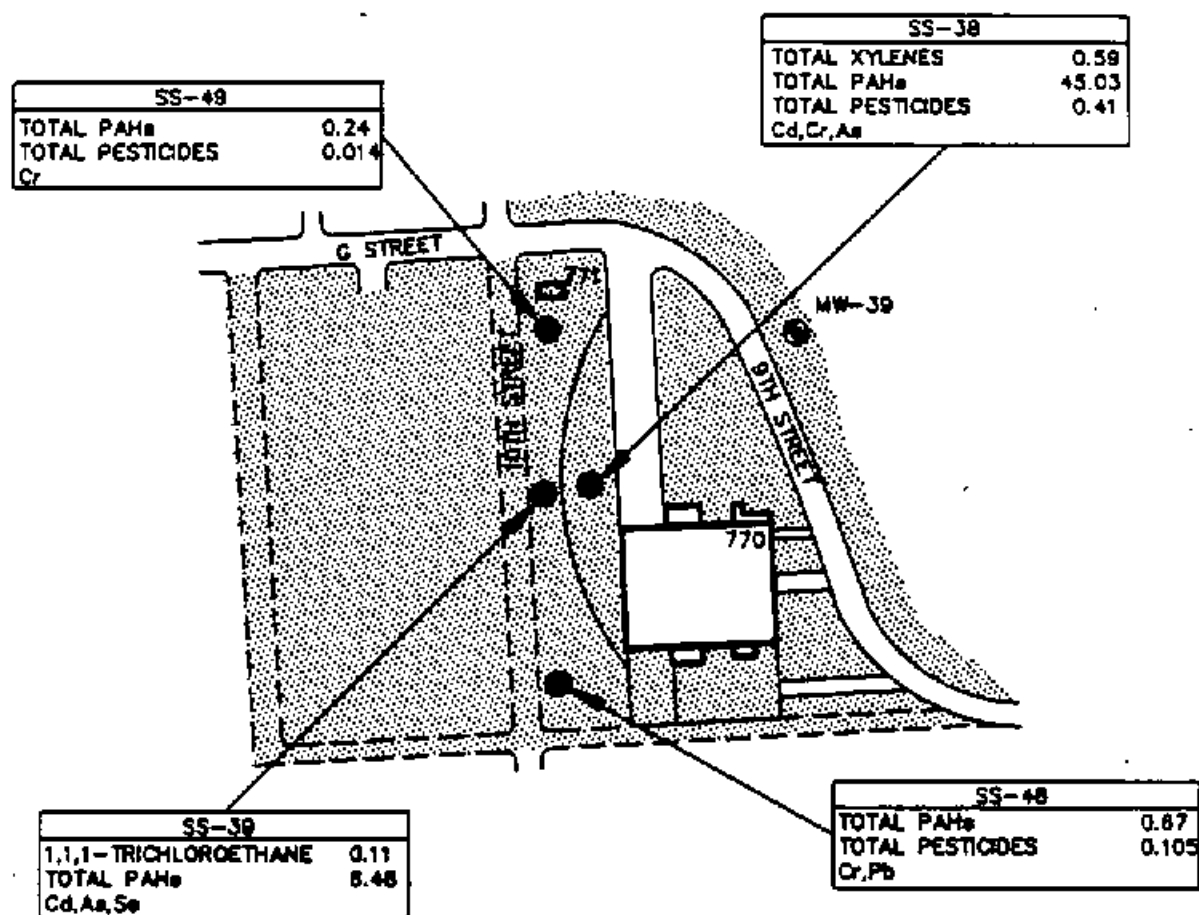 SS-38
TOTAL XYLENES 0.59
TOTAL PAHs 45.03
TOTAL PESTICIDES 0.41
Cd,Cr,As
SS-49
TOTAL PAHs 0.24
TOTAL PESTICIDES 0.014
Cr
G STREET
771
MW-39
10TH STREET
9TH STREET
770
SS-39
1,1,1-TRICHLOROETHANE 0.11
TOTAL PAHs
Cd,As,Se
SS-48
TOTAL PAHs 0.67
TOTAL PESTICIDES 0.105
Cr,Pb